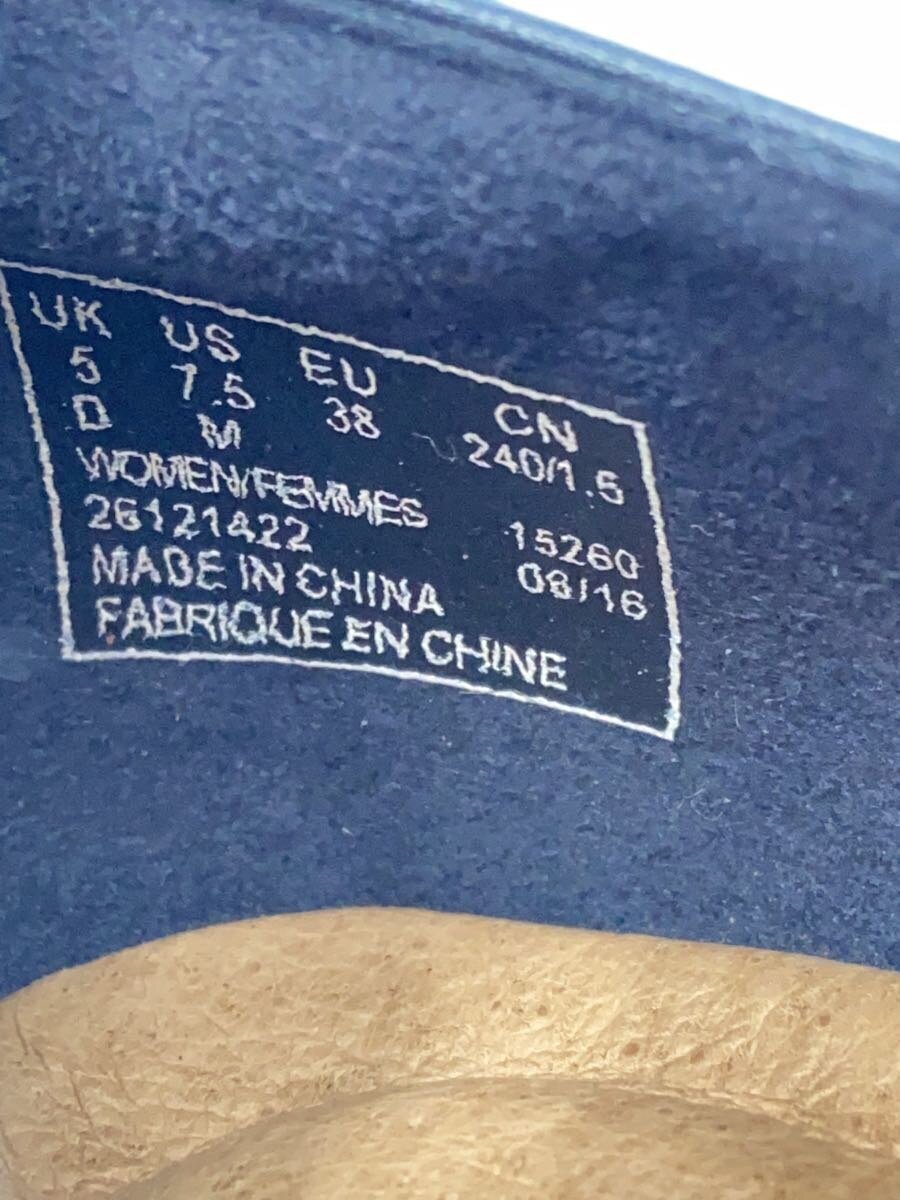 UK US EU CN
5 7.5 38 240/1.5
D M
WOMEN/FEMMES
26121422 15260
MADE IN CHINA 08/16
FABRIQUE EN CHINE